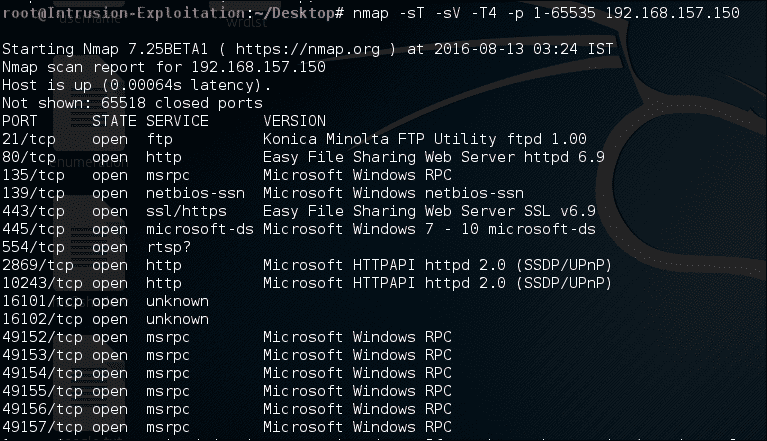 root@Intrusion-Exploitation:~/Desktop# nmap -sT -sV -T4 -p 1-65535 192.168.157.150
Starting Nmap 7.25BETA1 ( https://nmap.org ) at 2016-08-13 03:24 IST
Nmap scan report for 192.168.157.150
Host is up (0.00064s latency).
Not shown: 65518 closed ports
PORT      STATE SERVICE      VERSION
21/tcp    open  ftp          Konica Minolta FTP Utility ftpd 1.00
80/tcp    open  http         Easy File Sharing Web Server httpd 6.9
135/tcp   open  msrpc        Microsoft Windows RPC
139/tcp   open  netbios-ssn  Microsoft Windows netbios-ssn
443/tcp   open  ssl/https    Easy File Sharing Web Server SSL v6.9
445/tcp   open  microsoft-ds Microsoft Windows 7 - 10 microsoft-ds
554/tcp   open  rtsp?
2869/tcp  open  http         Microsoft HTTPAPI httpd 2.0 (SSDP/UPnP)
10243/tcp open  http         Microsoft HTTPAPI httpd 2.0 (SSDP/UPnP)
16101/tcp open  unknown
16102/tcp open  unknown
49152/tcp open  msrpc        Microsoft Windows RPC
49153/tcp open  msrpc        Microsoft Windows RPC
49154/tcp open  msrpc        Microsoft Windows RPC
49155/tcp open  msrpc        Microsoft Windows RPC
49156/tcp open  msrpc        Microsoft Windows RPC
49157/tcp open  msrpc        Microsoft Windows RPC